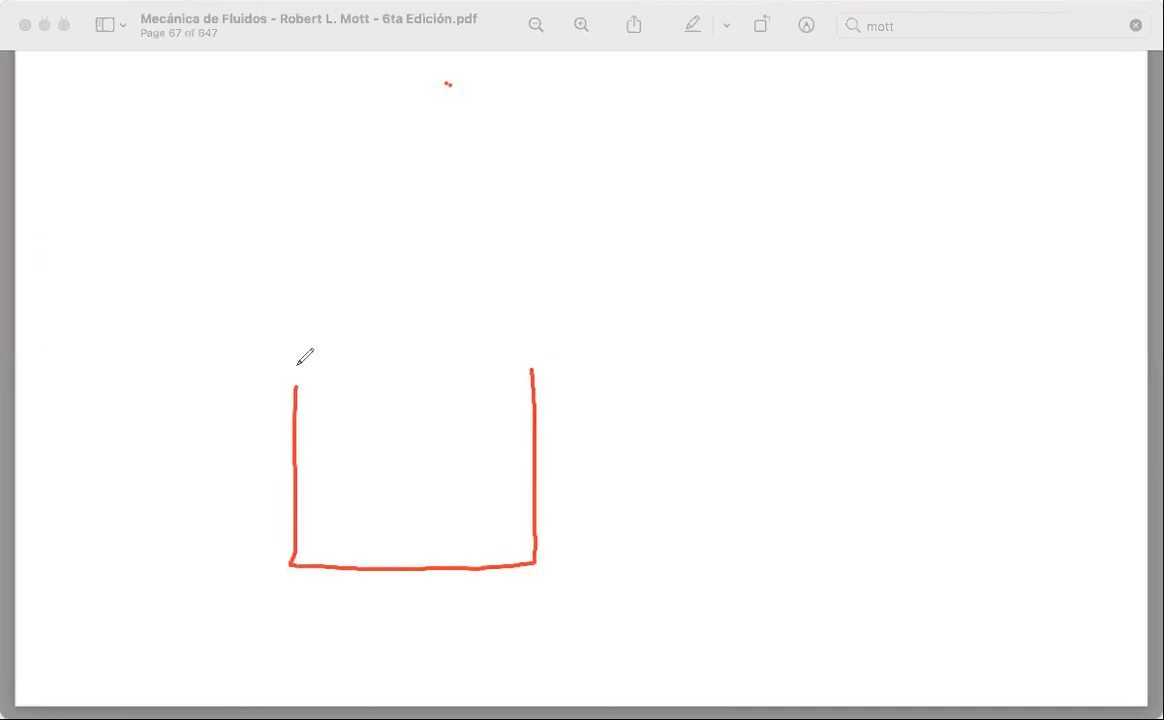 Mecánica de Fluidos - Robert L. Mott - 6ta Edición.pdf
Page 67 of 647
mott